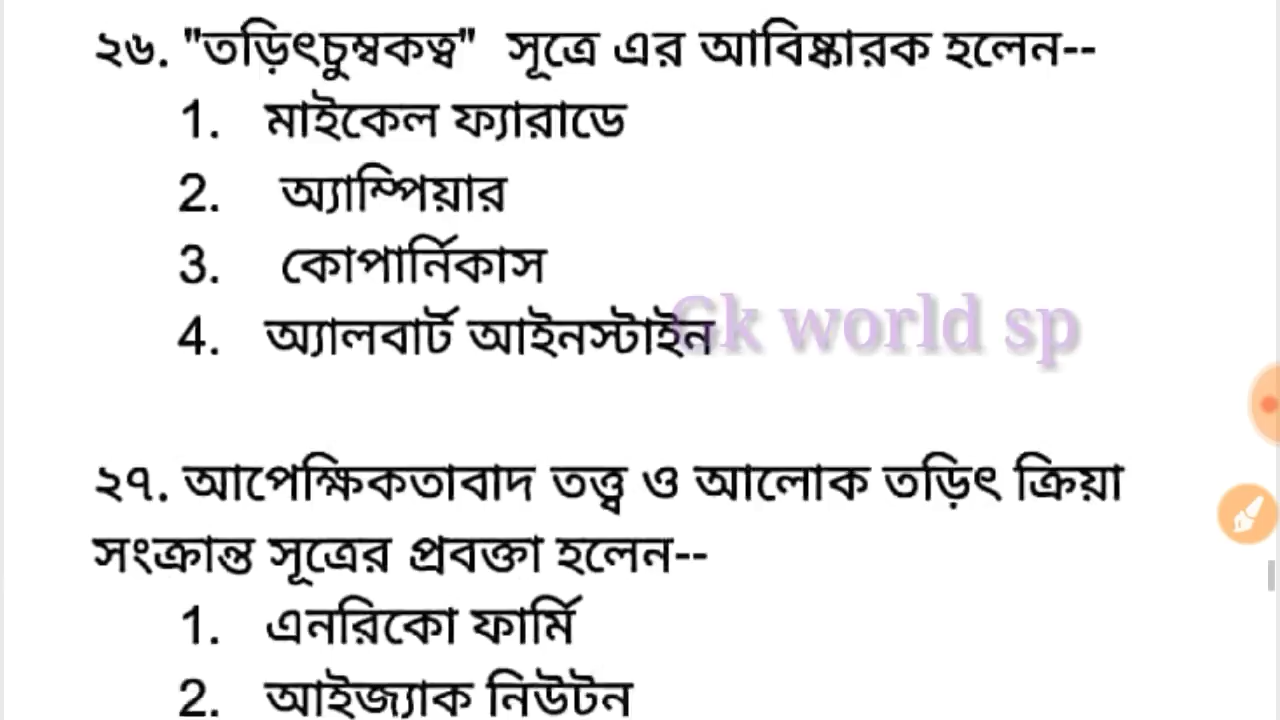 ২৬. "তড়িৎচুম্বকত্ব" সূত্রে এর আবিষ্কারক হলেন--
1. মাইকেল ফ্যারাডে
2. অ্যাম্পিয়ার
3. কোপার্নিকাস
4. অ্যালবার্ট আইনস্টাইন
Gk world sp
২৭. আপেক্ষিকতাবাদ তত্ত্ব ও আলোক তড়িৎ ক্রিয়া
সংক্রান্ত সূত্রের প্রবক্তা হলেন--
1. এনরিকো ফার্মি
2. আইজ্যাক নিউটন